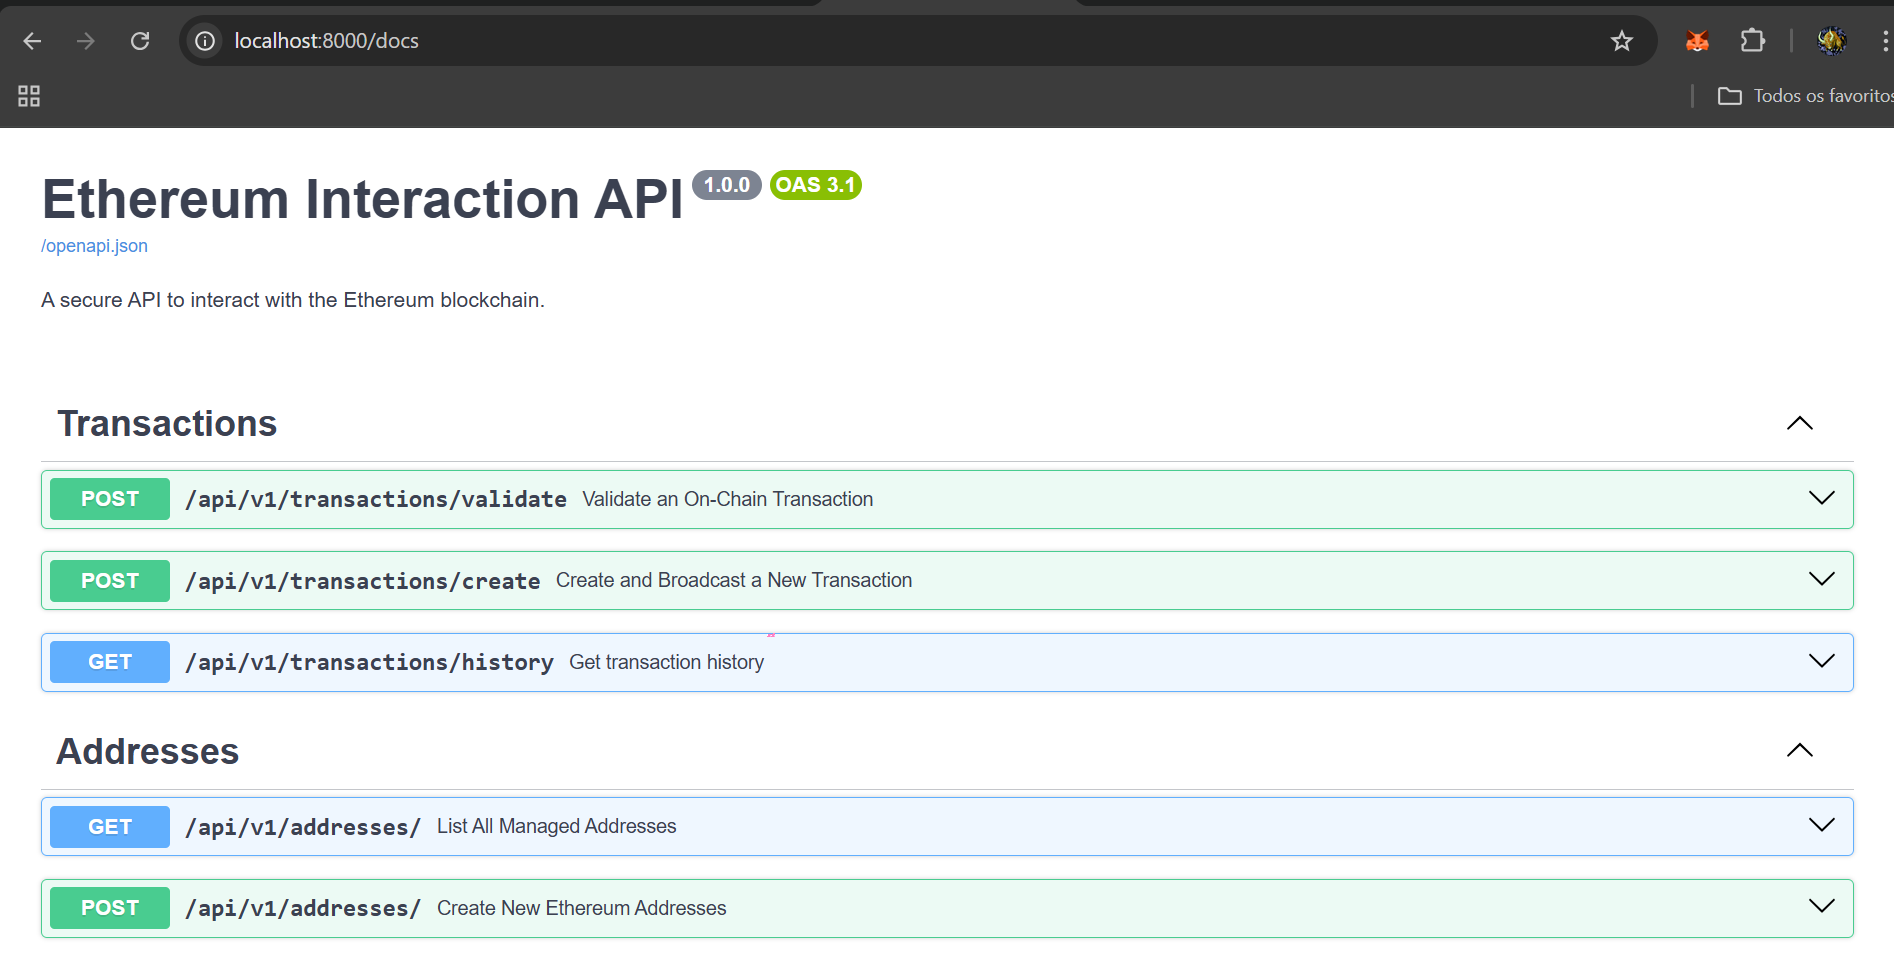 localhost:8000/docs
Todos os favoritos
Ethereum Interaction API 1.0.0 OAS 3.1
/openapi.json
A secure API to interact with the Ethereum blockchain.
Transactions
POST /api/v1/transactions/validate Validate an On-Chain Transaction
POST /api/v1/transactions/create Create and Broadcast a New Transaction
GET /api/v1/transactions/history Get transaction history
Addresses
GET /api/v1/addresses/ List All Managed Addresses
POST /api/v1/addresses/ Create New Ethereum Addresses